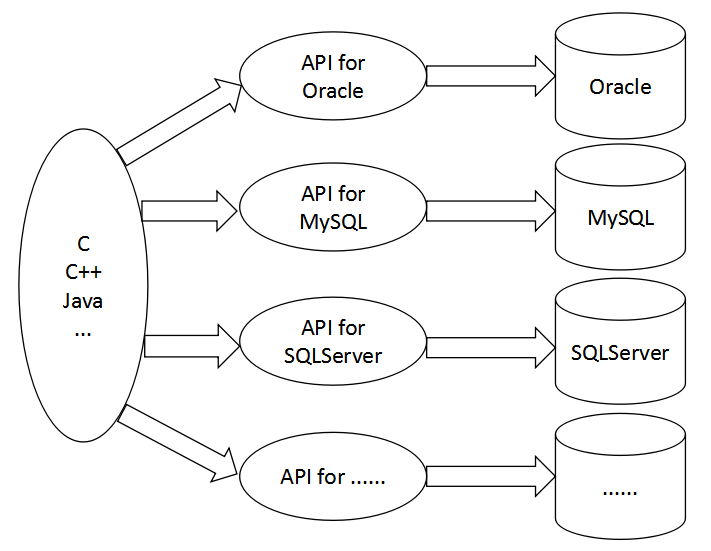 C
C++
Java
...
API for
Oracle
Oracle
API for
MySQL
MySQL
API for
SQLServer
SQLServer
API for ......
......